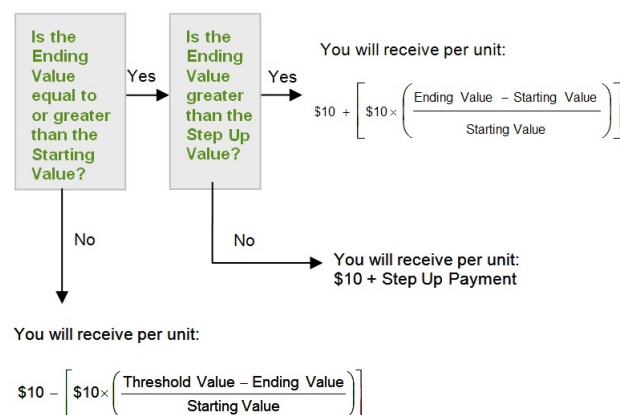 Is the
Ending
Value
equal to
or greater
than the
Starting
Value?
Yes
Is the
Ending
Value
greater
than the
Step Up
Value?
Yes
You will receive per unit:
$10 + [ $10 × ( Ending Value – Starting Value
Starting Value ) ]
No
No
You will receive per unit:
$10 + Step Up Payment
You will receive per unit:
$10 – [ $10× ( Threshold Value – Ending Value
Starting Value ) ]